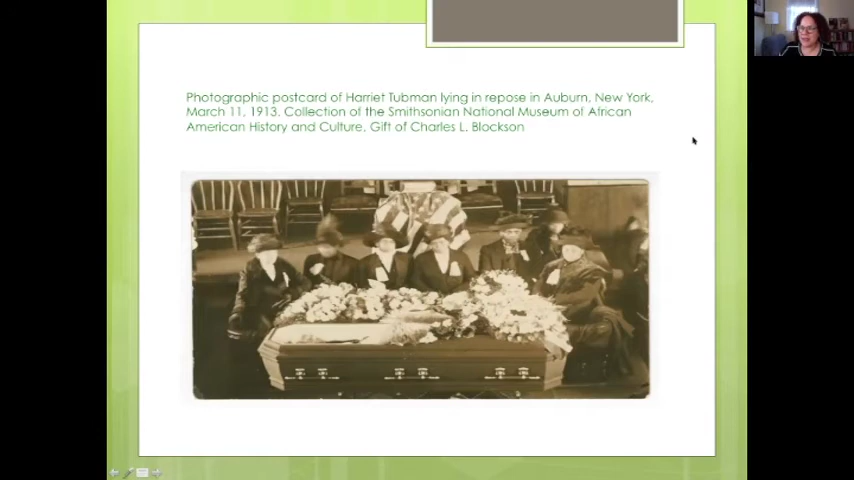 Photographic postcard of Harriet Tubman lying in repose in Auburn, New York,
March 11, 1913. Collection of the Smithsonian National Museum of African
American History and Culture, Gift of Charles L. Blockson